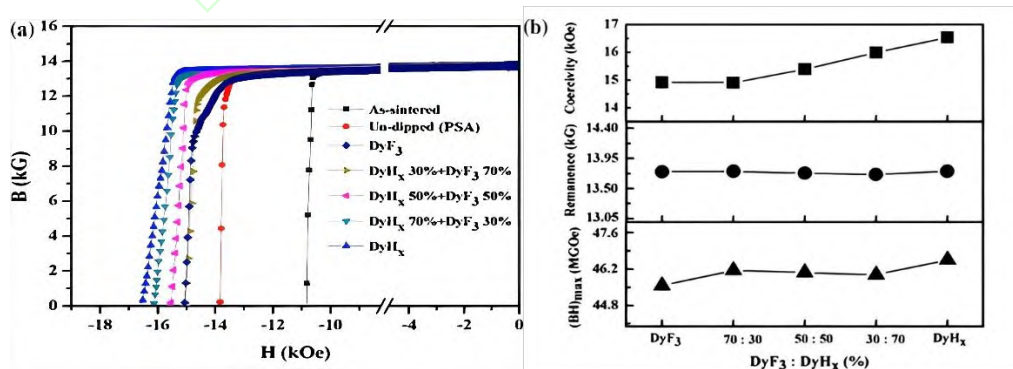 (a)
B (kG)
16
14
12
10
8
6
4
2
0
As-sintered
Un-dipped (PSA)
DyF₃
DyHₓ 30%+DyF₃ 70%
DyHₓ 50%+DyF₃ 50%
DyHₓ 70%+DyF₃ 30%
DyHₓ
-18 -16 -14 -12 -10 -4 -2 0
H (kOe)
(b)
Coercivity (kOe)
17
16
15
14
Remanence (kG)
14.40
13.95
13.50
13.05
(BH)max (MGOe)
47.6
46.2
44.8
DyF₃ 70 : 30 50 : 50 30 : 70 DyHₓ
DyF₃ : DyHₓ (%)